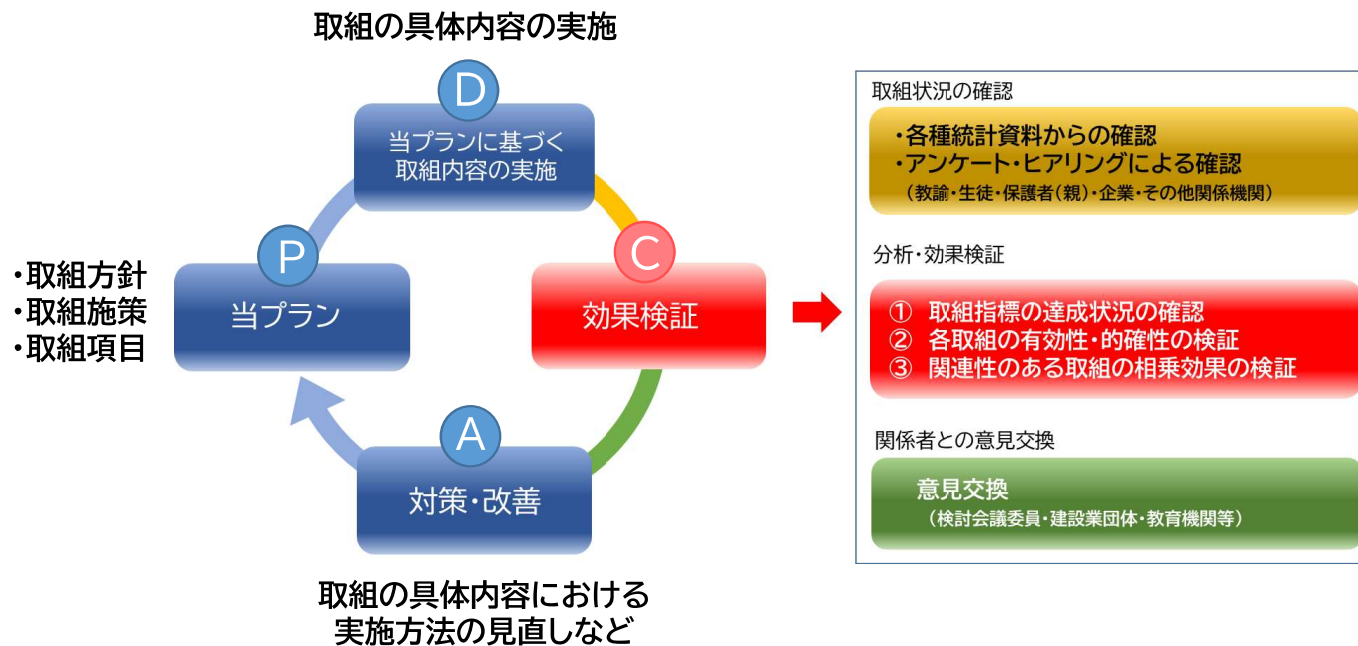 取組の具体内容の実施
D
当プランに基づく
取組内容の実施
P
当プラン
・取組方針
・取組施策
・取組項目
C
効果検証
A
対策・改善
取組の具体内容における
実施方法の見直しなど
取組状況の確認
・各種統計資料からの確認
・アンケート・ヒアリングによる確認
（教諭・生徒・保護者（親）・企業・その他関係機関）
分析・効果検証
① 取組指標の達成状況の確認
② 各取組の有効性・的確性の検証
③ 関連性のある取組の相乗効果の検証
関係者との意見交換
意見交換
（検討会議委員・建設業団体・教育機関等）